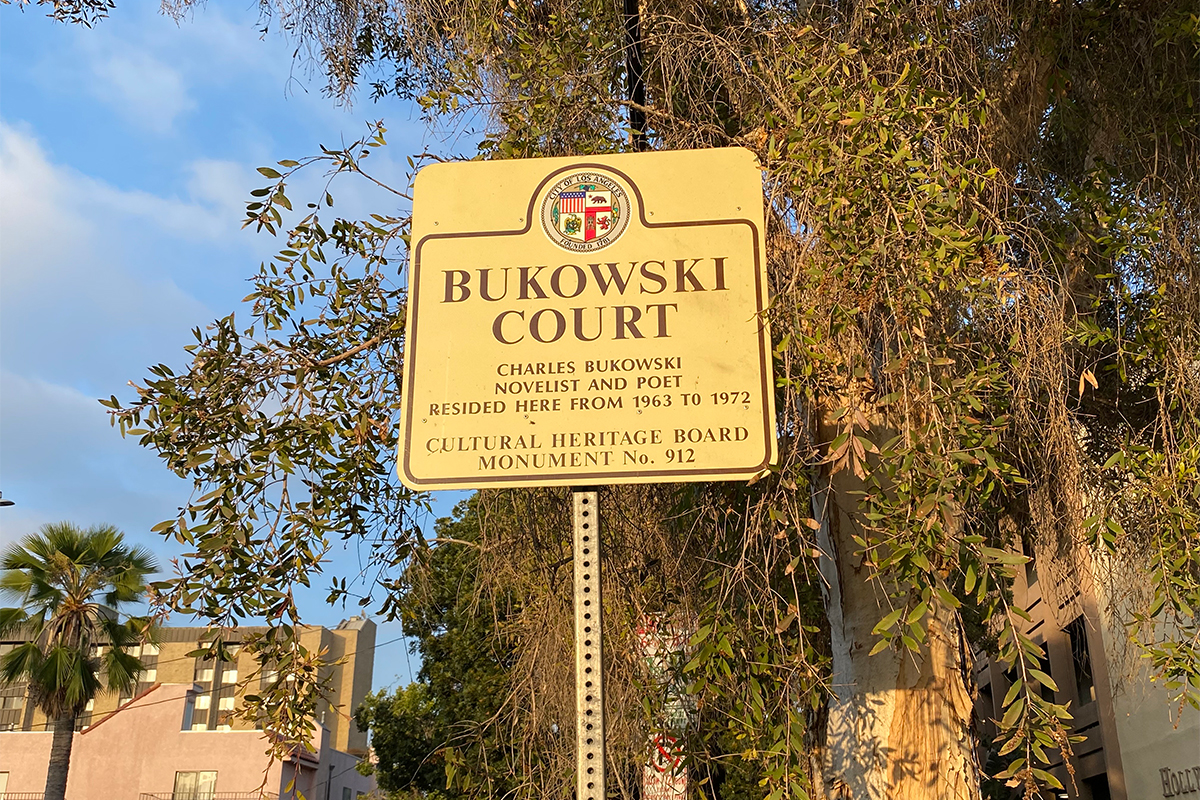 CITY OF LOS ANGELES
FOUNDED 1781
BUKOWSKI
COURT
CHARLES BUKOWSKI
NOVELIST AND POET
RESIDED HERE FROM 1963 TO 1972
CULTURAL HERITAGE BOARD
MONUMENT No. 912